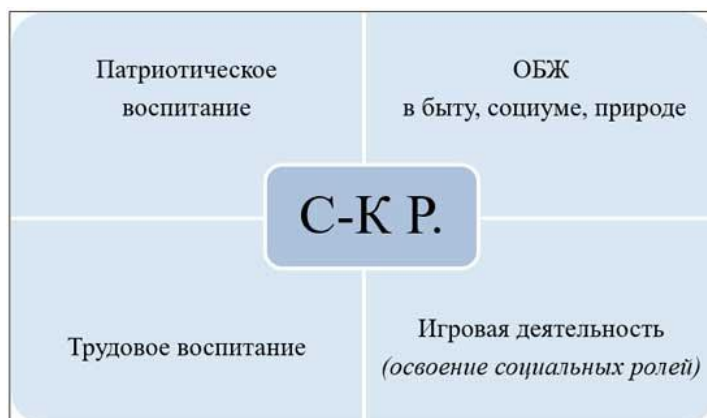 Патриотическое
воспитание
ОБЖ
в быту, социуме, природе
С-К Р.
Трудовое воспитание
Игровая деятельность
(освоение социальных ролей)